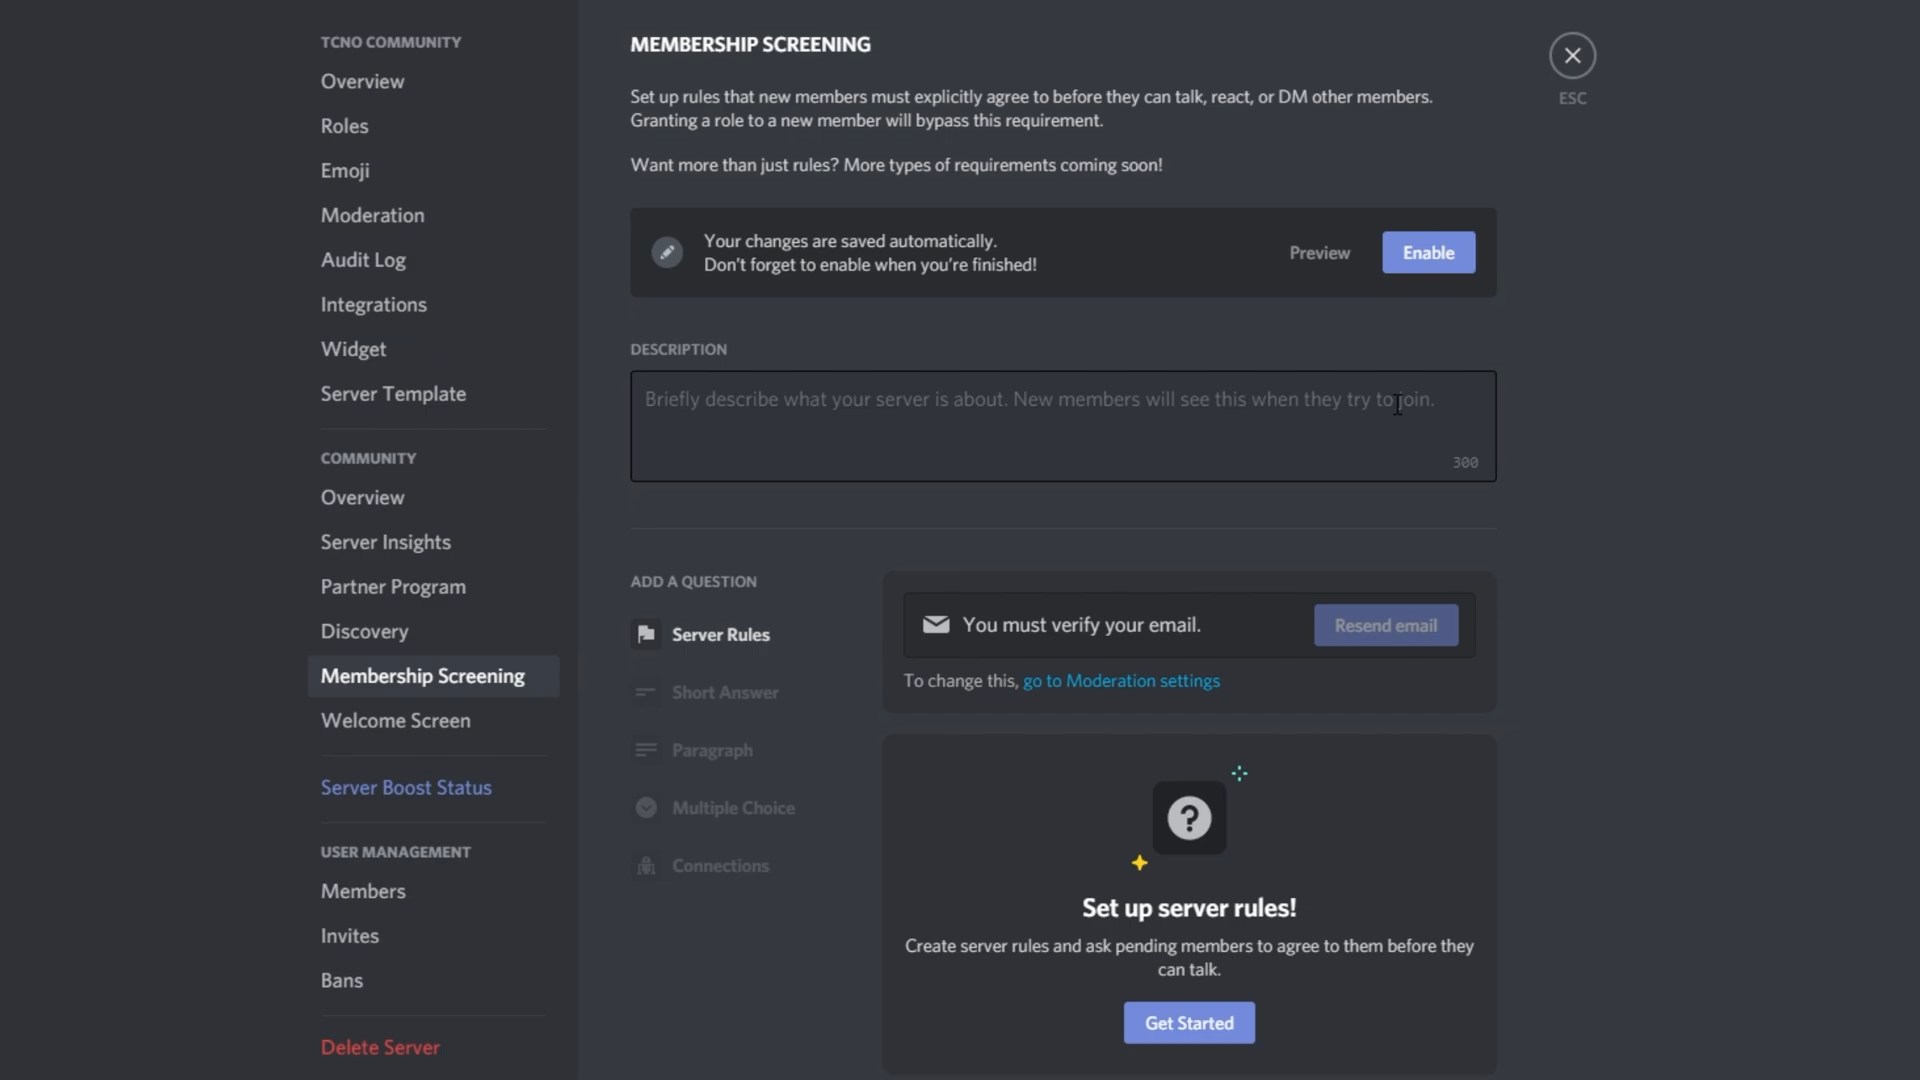 TCNO COMMUNITY
Overview
Roles
Emoji
Moderation
Audit Log
Integrations
Widget
Server Template
COMMUNITY
Overview
Server Insights
Partner Program
Discovery
Membership Screening
Welcome Screen
Server Boost Status
USER MANAGEMENT
Members
Invites
Bans
Delete Server
MEMBERSHIP SCREENING
ESC
Set up rules that new members must explicitly agree to before they can talk, react, or DM other members.
Granting a role to a new member will bypass this requirement.
Want more than just rules? More types of requirements coming soon!
Your changes are saved automatically.
Don't forget to enable when you're finished!
Preview
Enable
DESCRIPTION
Briefly describe what your server is about. New members will see this when they try to join.
300
ADD A QUESTION
Server Rules
Short Answer
Paragraph
Multiple Choice
Connections
You must verify your email.
Resend email
To change this, go to Moderation settings
Set up server rules!
Create server rules and ask pending members to agree to them before they
can talk.
Get Started